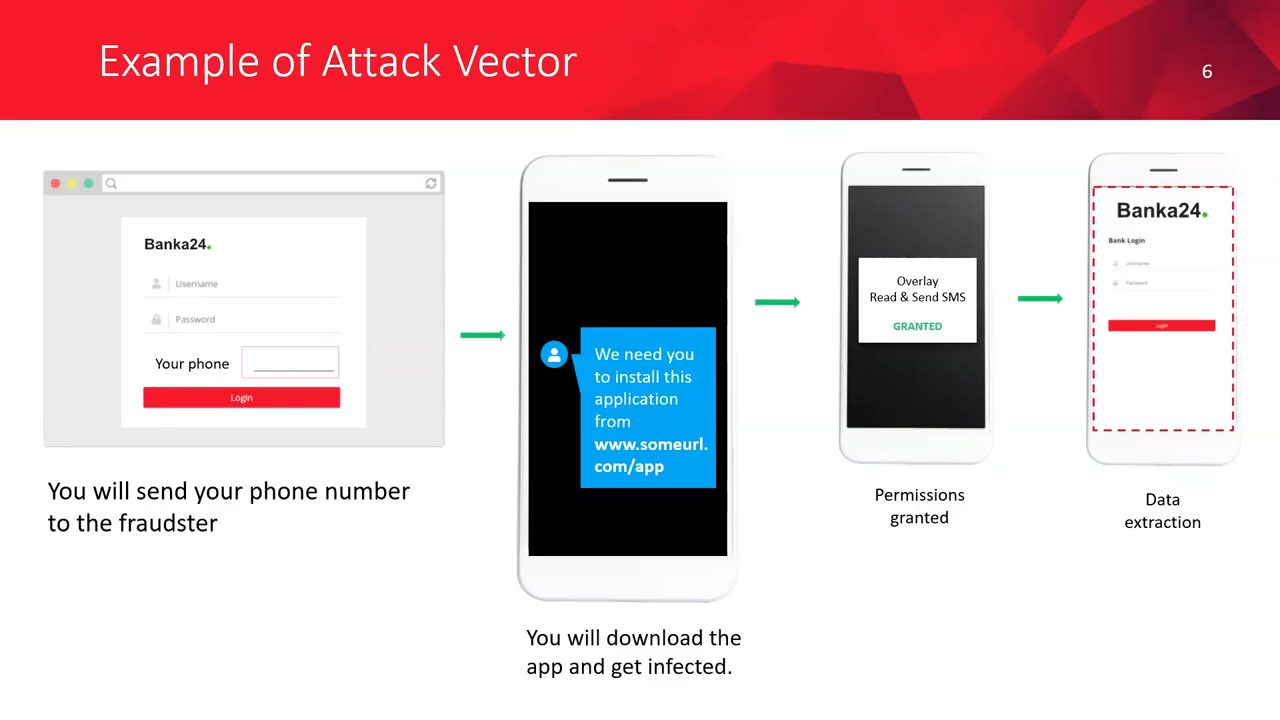 Example of Attack Vector
6
Banka24.
Username
Password
Your phone
Login
You will send your phone number
to the fraudster
We need you
to install this
application
from
www.someurl.
com/app
You will download the
app and get infected.
Overlay
Read & Send SMS
GRANTED
Permissions
granted
Banka24.
Bank Login
Username
Password
Login
Data
extraction